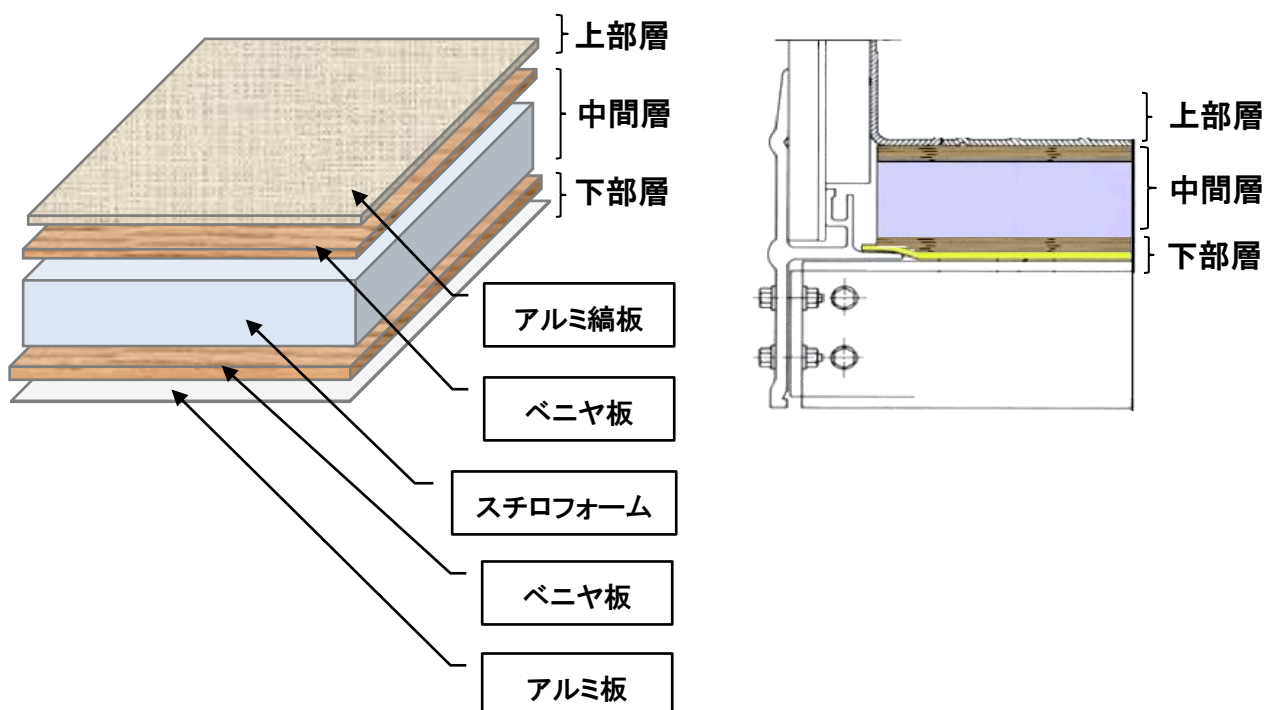 上部層
中間層
下部層
アルミ縞板
ベニヤ板
スチロフォーム
ベニヤ板
アルミ板
上部層
中間層
下部層